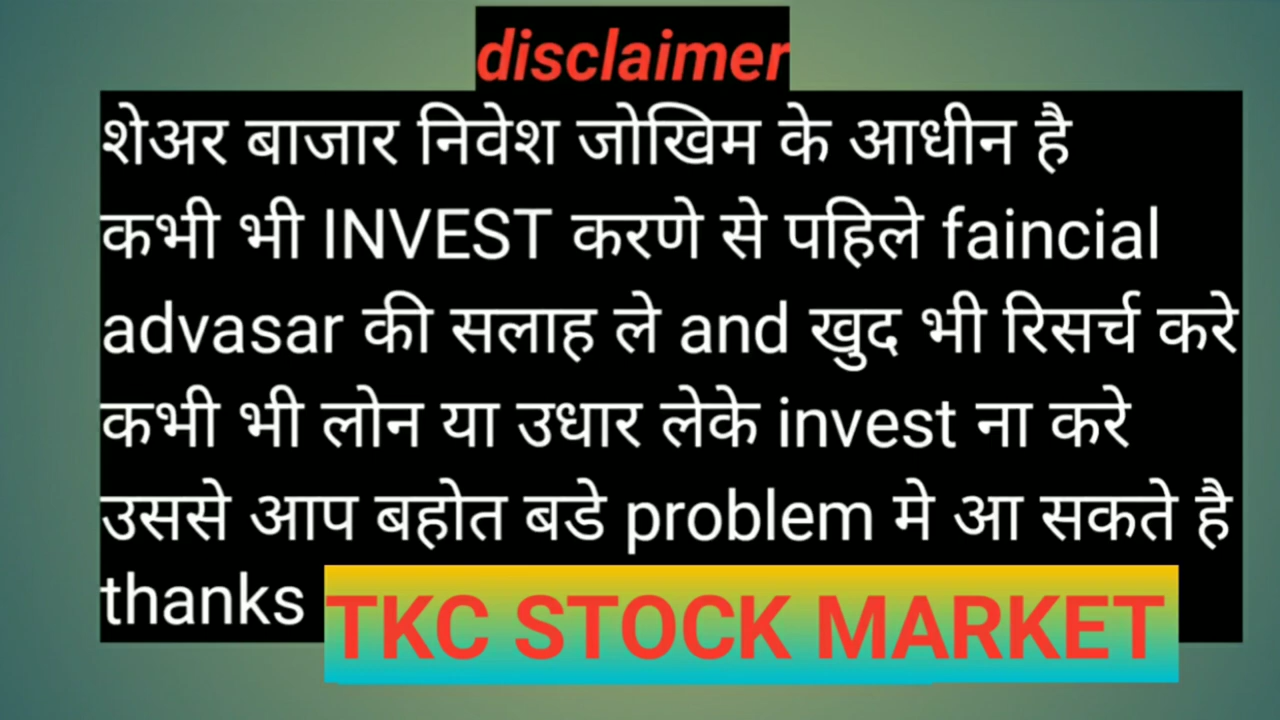 disclaimer
शेअर बाजार निवेश जोखिम के आधीन है
कभी भी INVEST करणे से पहिले faincial
advasar की सलाह ले and खुद भी रिसर्च करे
कभी भी लोन या उधार लेके invest ना करे
उससे आप बहोत बडे problem मे आ सकते है
thanks
TKC STOCK MARKET